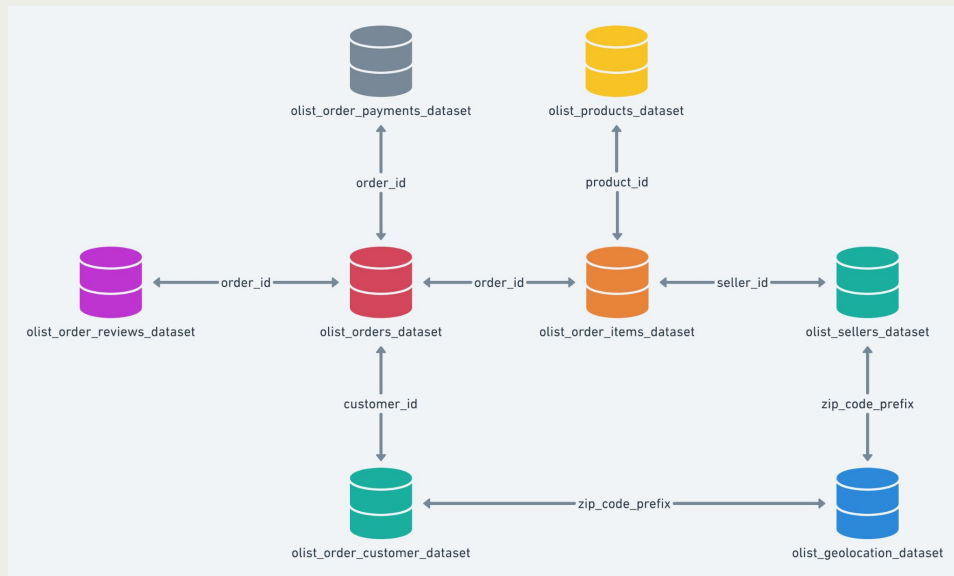 olist_order_payments_dataset
olist_products_dataset
order_id
product_id
order_id
order_id
seller_id
olist_order_reviews_dataset
olist_orders_dataset
olist_order_items_dataset
olist_sellers_dataset
customer_id
zip_code_prefix
zip_code_prefix
olist_order_customer_dataset
olist_geolocation_dataset